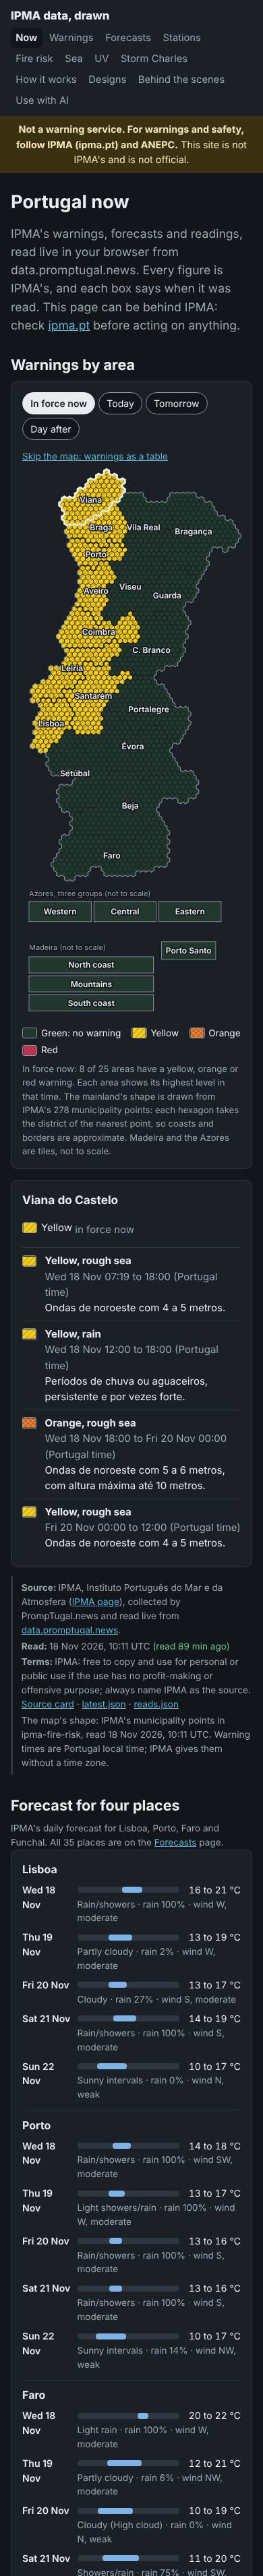 IPMA data, drawn
Now Warnings Forecasts Stations
Fire risk Sea UV Storm Charles
How it works Designs Behind the scenes
Use with AI
Not a warning service. For warnings and safety,
follow IPMA (ipma.pt) and ANEPC. This site is not
IPMA's and is not official.
Portugal now
IPMA's warnings, forecasts and readings,
read live in your browser from
data.promptugal.news. Every figure is
IPMA's, and each box says when it was
read. This page can be behind IPMA:
check ipma.pt before acting on anything.
Warnings by area
In force now Today Tomorrow
Day after
Skip the map: warnings as a table
Viana
Braga Vila Real Bragança
Porto
Aveiro Viseu Guarda
Coimbra
C. Branco
Leiria
Santarém
Portalegre
Lisboa
Évora
Setúbal
Beja
Faro
Azores, three groups (not to scale)
Western Central Eastern
Madeira (not to scale)
Porto Santo
North coast
Mountains
South coast
Green: no warning Yellow Orange
Red
In force now: 8 of 25 areas have a yellow, orange or
red warning. Each area shows its highest level in
that time. The mainland's shape is drawn from
IPMA's 278 municipality points: each hexagon takes
the district of the nearest point, so coasts and
borders are approximate. Madeira and the Azores
are tiles, not to scale.
Viana do Castelo
Yellow in force now
Yellow, rough sea
Wed 18 Nov 07:19 to 18:00 (Portugal
time)
Ondas de noroeste com 4 a 5 metros.
Yellow, rain
Wed 18 Nov 12:00 to 18:00 (Portugal
time)
Períodos de chuva ou aguaceiros,
persistente e por vezes forte.
Orange, rough sea
Wed 18 Nov 18:00 to Fri 20 Nov 00:00
(Portugal time)
Ondas de noroeste com 5 a 6 metros,
com altura máxima até 10 metros.
Yellow, rough sea
Fri 20 Nov 00:00 to 12:00 (Portugal time)
Ondas de noroeste com 4 a 5 metros.
Source: IPMA, Instituto Português do Mar e da
Atmosfera (IPMA page), collected by
PrompTugal.news and read live from
data.promptugal.news.
Read: 18 Nov 2026, 10:11 UTC (read 89 min ago)
Terms: IPMA: free to copy and use for personal or
public use if the use has no profit-making or
offensive purpose; always name IPMA as the source.
Source card · latest.json · reads.json
The map's shape: IPMA's municipality points in
ipma-fire-risk, read 18 Nov 2026, 10:11 UTC. Warning
times are Portugal local time; IPMA gives them
without a time zone.
Forecast for four places
IPMA's daily forecast for Lisboa, Porto, Faro and
Funchal. All 35 places are on the Forecasts page.
Lisboa
Wed 18 Nov 16 to 21 °C
Rain/showers · rain 100% · wind W,
moderate
Thu 19 Nov 13 to 19 °C
Partly cloudy · rain 2% · wind W,
moderate
Fri 20 Nov 13 to 17 °C
Cloudy · rain 27% · wind S, moderate
Sat 21 Nov 14 to 19 °C
Rain/showers · rain 100% · wind S,
moderate
Sun 22 Nov 10 to 17 °C
Sunny intervals · rain 0% · wind N,
weak
Porto
Wed 18 Nov 14 to 18 °C
Rain/showers · rain 100% · wind SW,
moderate
Thu 19 Nov 13 to 17 °C
Light showers/rain · rain 100% · wind
W, moderate
Fri 20 Nov 13 to 16 °C
Rain/showers · rain 100% · wind S,
moderate
Sat 21 Nov 13 to 16 °C
Rain/showers · rain 100% · wind S,
moderate
Sun 22 Nov 10 to 17 °C
Sunny intervals · rain 14% · wind NW,
weak
Faro
Wed 18 Nov 20 to 22 °C
Light rain · rain 100% · wind W,
moderate
Thu 19 Nov 12 to 21 °C
Partly cloudy · rain 6% · wind NW,
moderate
Fri 20 Nov 10 to 19 °C
Cloudy (High cloud) · rain 0% · wind
N, weak
Sat 21 Nov 11 to 20 °C
Showers/rain · rain 75% · wind SW,